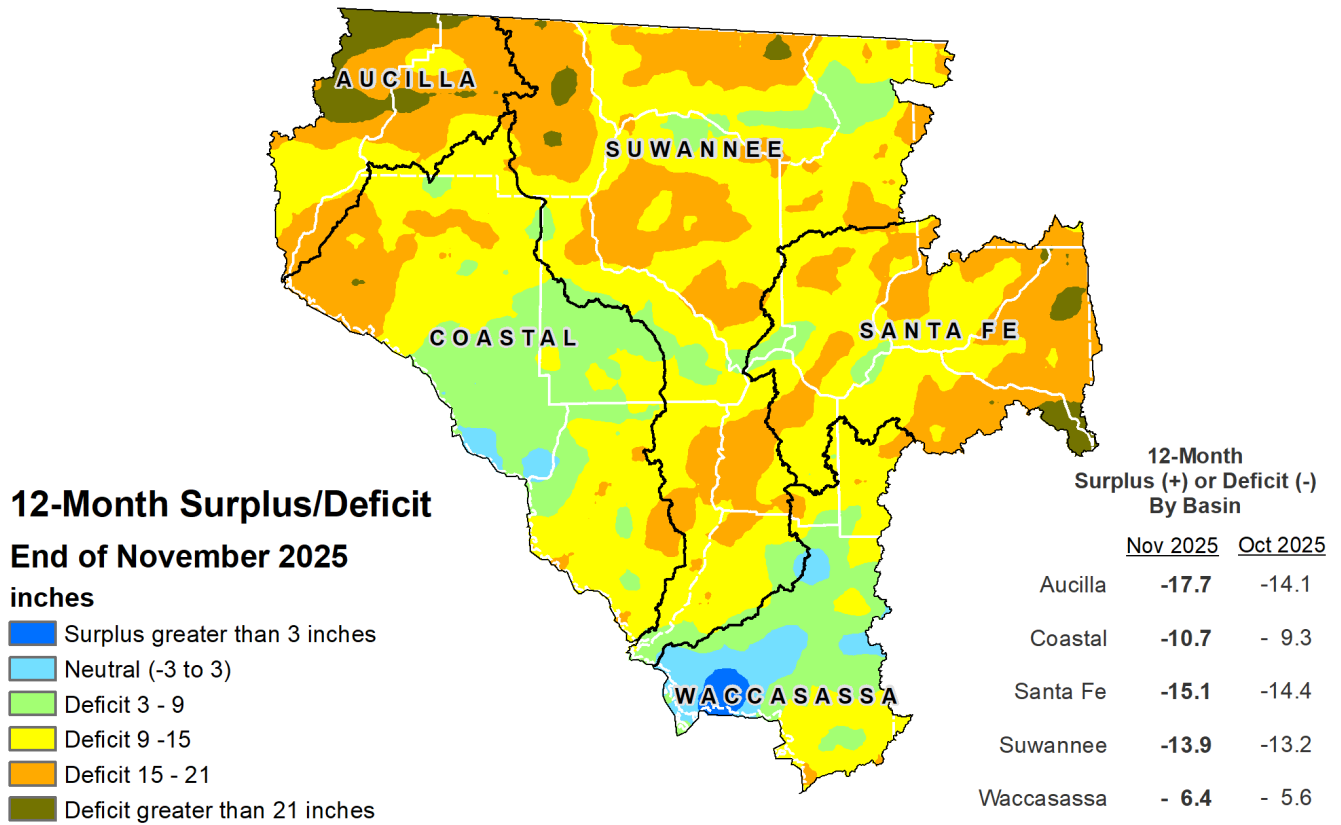 AUCILLA
SUWANNEE
COASTAL
SANTA FE
WACCASASSA
12-Month Surplus/Deficit
End of November 2025
inches
Surplus greater than 3 inches
Neutral (-3 to 3)
Deficit 3 - 9
Deficit 9 -15
Deficit 15 - 21
Deficit greater than 21 inches
12-Month
Surplus (+) or Deficit (-)
By Basin
Nov 2025 Oct 2025
Aucilla -17.7 -14.1
Coastal -10.7 - 9.3
Santa Fe -15.1 -14.4
Suwannee -13.9 -13.2
Waccasassa - 6.4 - 5.6